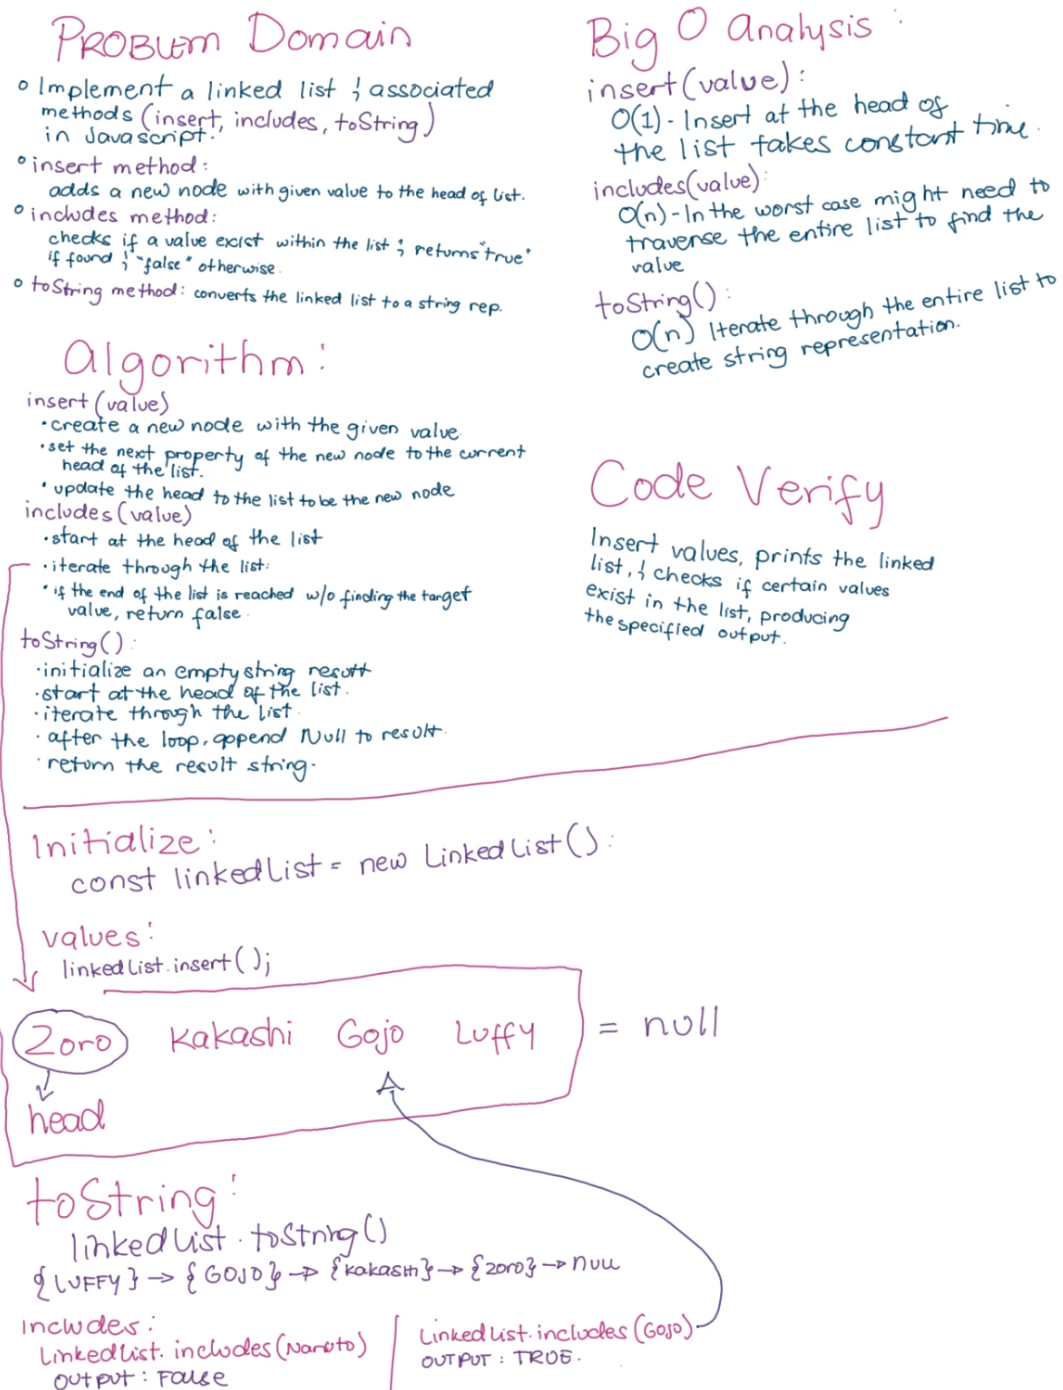 PROBLEM Domain
o Implement a linked list & associated
methods (insert, includes, toString)
in Javascript.
o insert method:
adds a new node with given value to the head of list.
o includes method:
checks if a value exist within the list & returns "true"
if found & "false" otherwise.
o toString method: converts the linked list to a string rep.
Algorithm:
insert (value)
• create a new node with the given value
• set the next property of the new node to the current
head of the list.
• update the head to the list to be the new node
includes (value)
• start at the head of the list
• iterate through the list:
• if the end of the list is reached w/o finding the target
value, return false.
toString():
• initialize an empty string result
• start at the head of the list.
• iterate through the list
• after the loop, append Null to result.
• return the result string.
Big O Analysis:
insert (value):
O(1) - Insert at the head of
the list takes constant time.
includes(value):
O(n) - In the worst case might need to
traverse the entire list to find the
value
toString():
O(n) Iterate through the entire list to
create string representation.
Code Verify
Insert values, prints the linked
list, & checks if certain values
exist in the list, producing
the specified output.
Initialize:
const linkedList = new LinkedList():
values:
linkedList.insert();
Zoro Kakashi Gojo Luffy = null
head
toString:
linkedList.toString()
{LUFFY} → {GOJO} → {kakashi} → {zoro} → NULL
Includes:
LinkedList.includes(Naruto)
OUTPUT: False
LinkedList.includes(GOJO)
OUTPUT: TRUE.